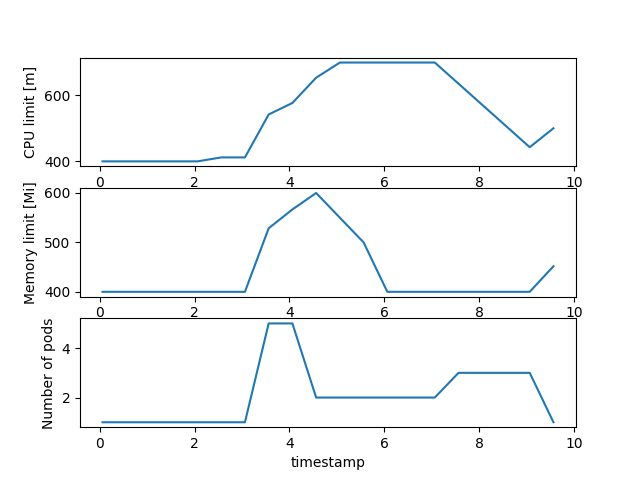 CPU limit [m]
600
400
0 2 4 6 8 10
Memory limit [Mi]
600
500
400
0 2 4 6 8 10
Number of pods
4
2
0 2 4 6 8 10
timestamp